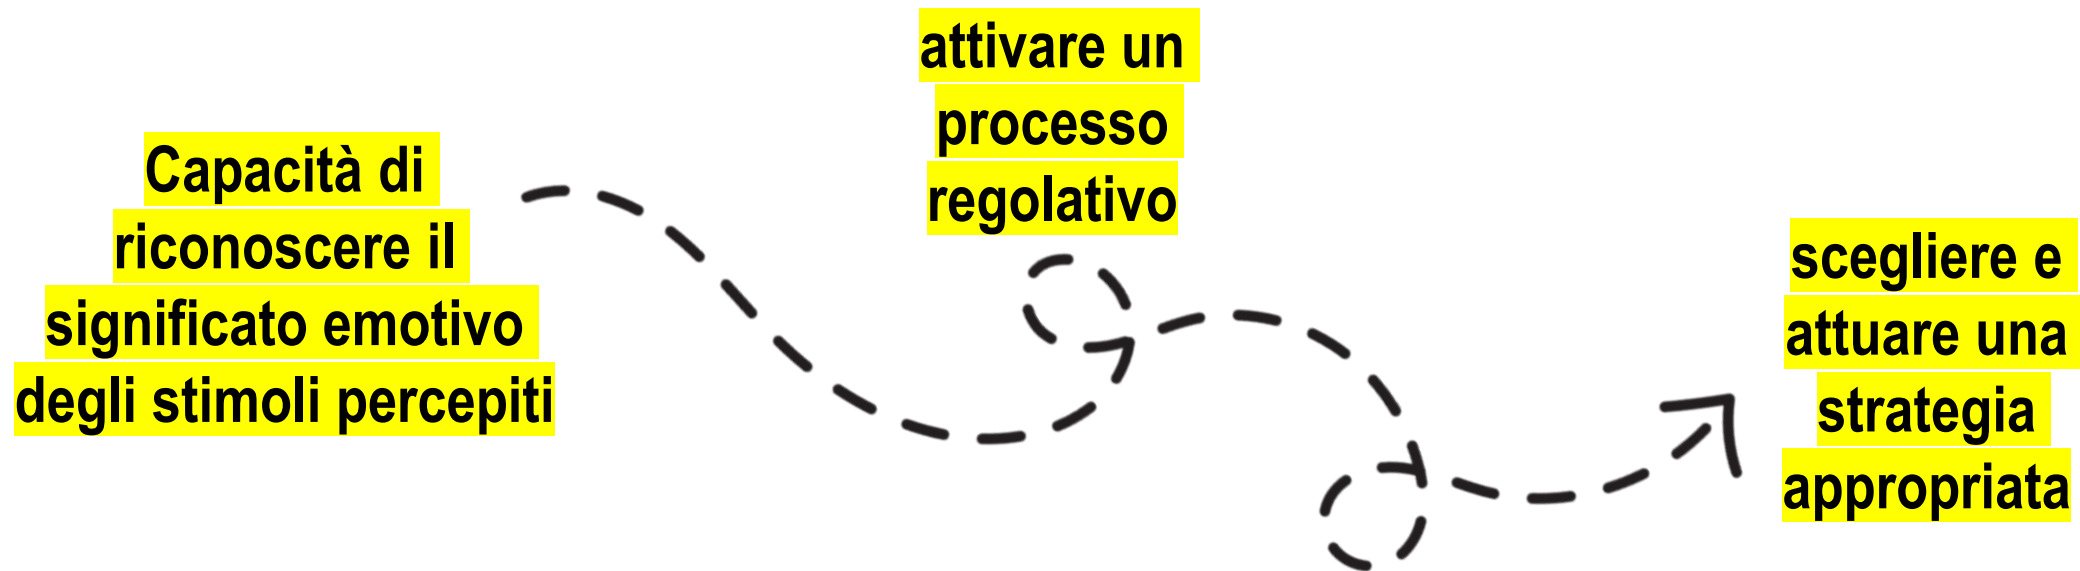 Capacità di
riconoscere il
significato emotivo
degli stimoli percepiti
attivare un
processo
regolativo
scegliere e
attuare una
strategia
appropriata